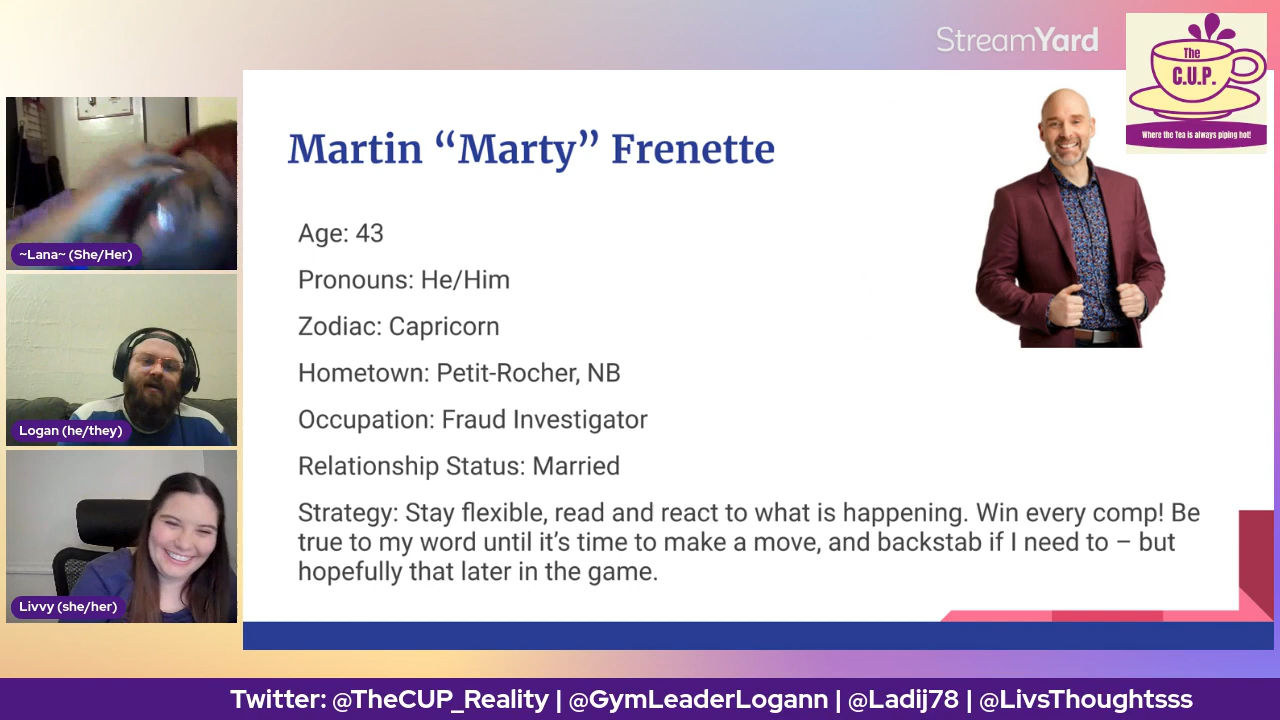 StreamYard
The
C.U.P.
Where the Tea is always piping hot!
Martin “Marty” Frenette
Age: 43
Pronouns: He/Him
Zodiac: Capricorn
Hometown: Petit-Rocher, NB
Occupation: Fraud Investigator
Relationship Status: Married
Strategy: Stay flexible, read and react to what is happening. Win every comp! Be
true to my word until it’s time to make a move, and backstab if I need to – but
hopefully that later in the game.
~Lana~ (She/Her)
Logan (he/they)
Livvy (she/her)
Twitter: @TheCUP_Reality | @GymLeaderLogann | @Ladij78 | @LivsThoughtsss